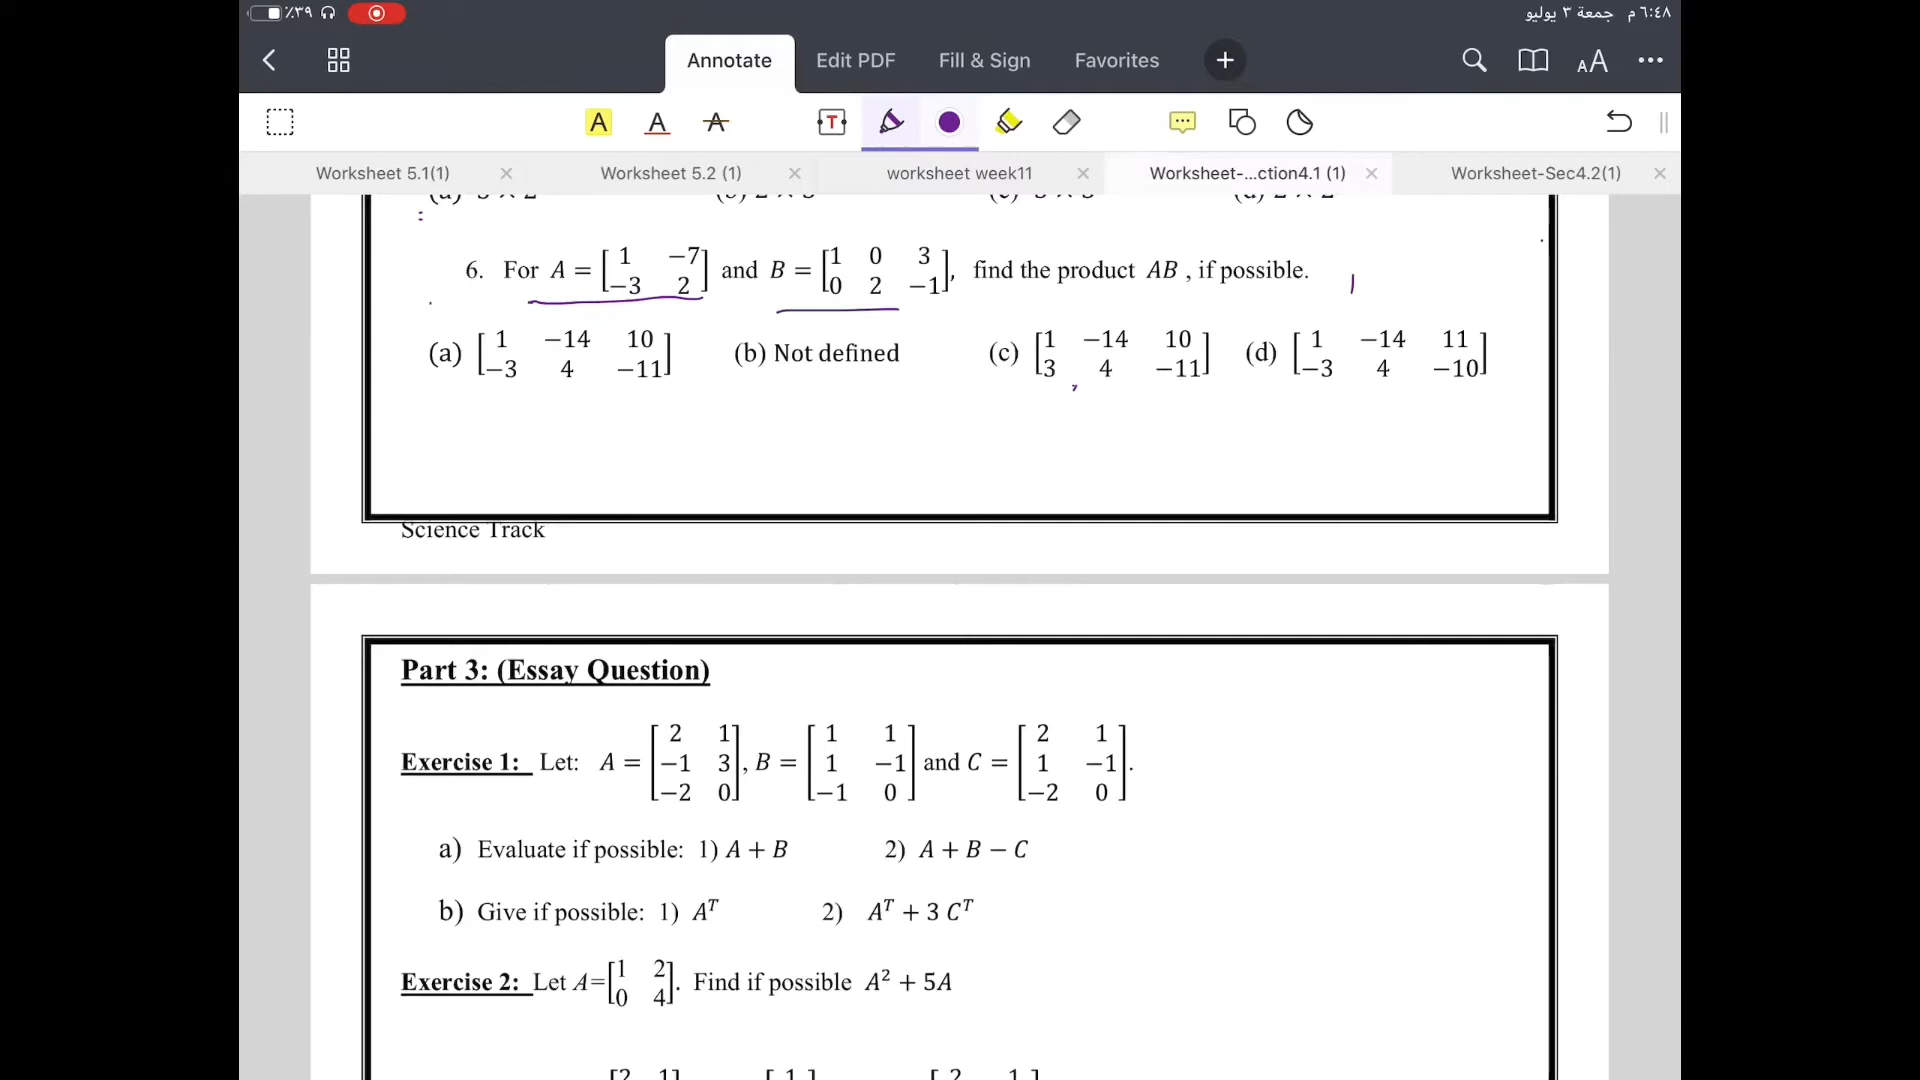 ٪٣٩
٦:٤٨ م جمعة ٣ يوليو
Annotate Edit PDF Fill & Sign Favorites
Worksheet 5.1(1) Worksheet 5.2 (1) worksheet week11 Worksheet-...ction4.1 (1) Worksheet-Sec4.2(1)
6. For A = [1 −7; −3 2] and B = [1 0 3; 0 2 −1], find the product AB , if possible.
(a) [1 −14 10; −3 4 −11] (b) Not defined (c) [1 −14 10; 3 4 −11] (d) [1 −14 11; −3 4 −10]
Science Track
Part 3: (Essay Question)
Exercise 1: Let: A = [2 1; −1 3; −2 0], B = [1 1; 1 −1; −1 0] and C = [2 1; 1 −1; −2 0].
a) Evaluate if possible: 1) A + B 2) A + B − C
b) Give if possible: 1) Aᵀ 2) Aᵀ + 3 Cᵀ
Exercise 2: Let A=[1 2; 0 4]. Find if possible A² + 5A